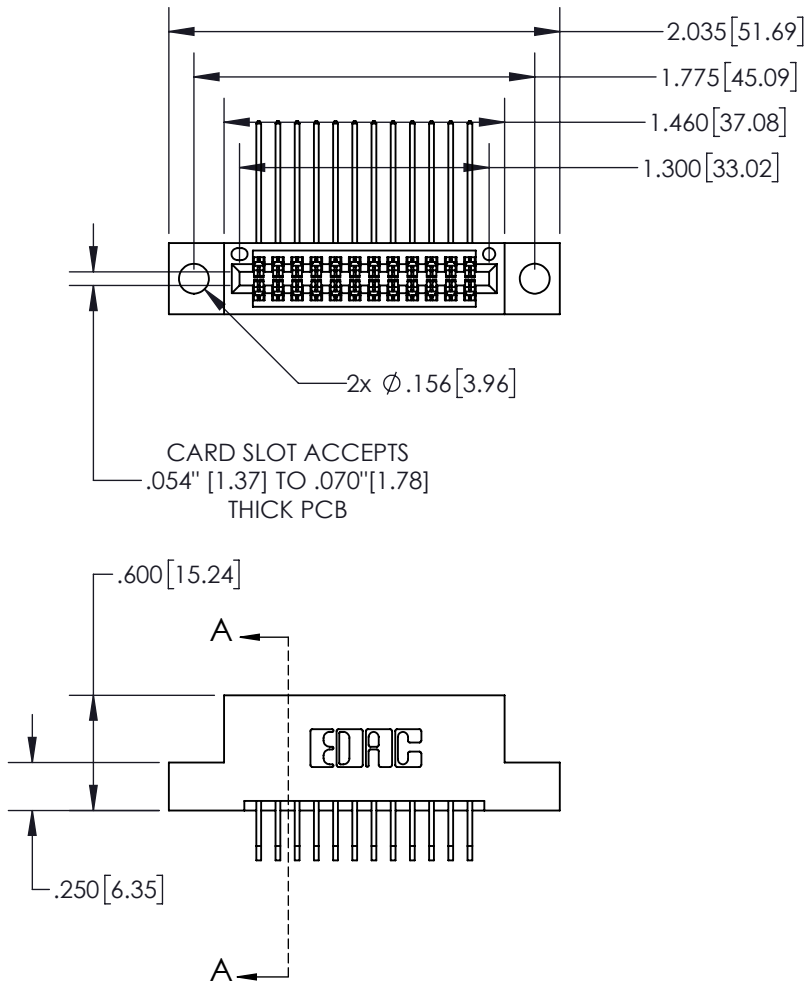 2.035[51.69]
1.775[45.09]
1.460[37.08]
1.300[33.02]
2x ∅.156[3.96]
CARD SLOT ACCEPTS
.054" [1.37] TO .070"[1.78]
THICK PCB
.600[15.24]
A
EDAC
.250[6.35]
A